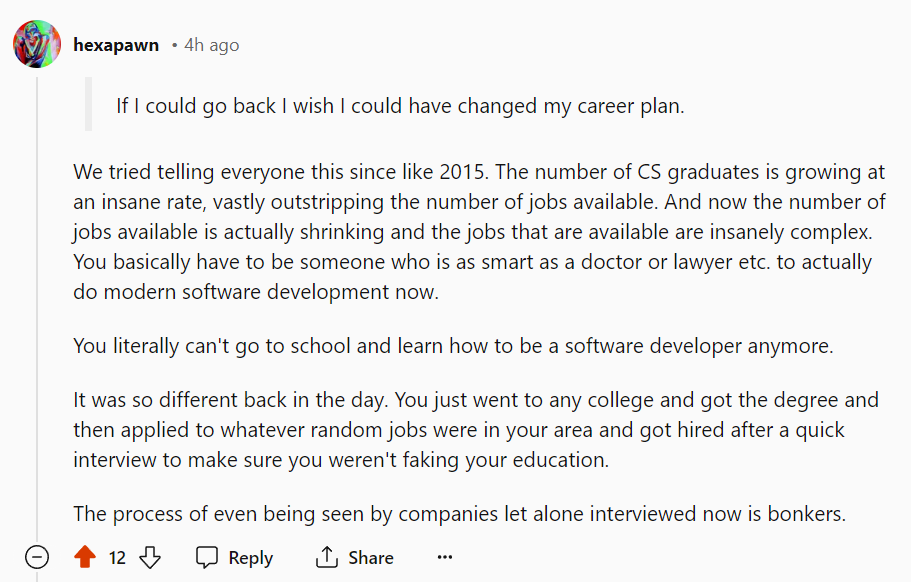 hexapawn • 4h ago
If I could go back I wish I could have changed my career plan.
We tried telling everyone this since like 2015. The number of CS graduates is growing at
an insane rate, vastly outstripping the number of jobs available. And now the number of
jobs available is actually shrinking and the jobs that are available are insanely complex.
You basically have to be someone who is as smart as a doctor or lawyer etc. to actually
do modern software development now.
You literally can't go to school and learn how to be a software developer anymore.
It was so different back in the day. You just went to any college and got the degree and
then applied to whatever random jobs were in your area and got hired after a quick
interview to make sure you weren't faking your education.
The process of even being seen by companies let alone interviewed now is bonkers.
12 Reply Share ...